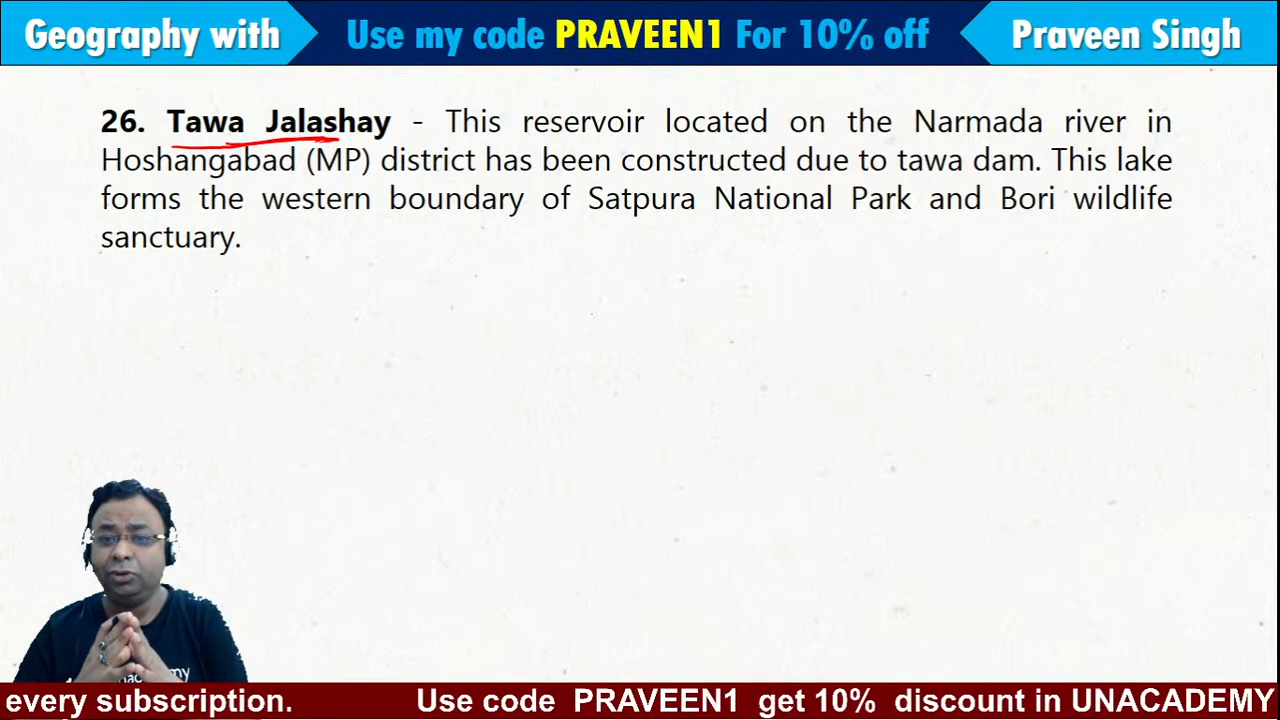 Geography with
Use my code PRAVEEN1 For 10% off
Praveen Singh
26. Tawa Jalashay - This reservoir located on the Narmada river in
Hoshangabad (MP) district has been constructed due to tawa dam. This lake
forms the western boundary of Satpura National Park and Bori wildlife
sanctuary.
every subscription. Use code PRAVEEN1 get 10% discount in UNACADEMY